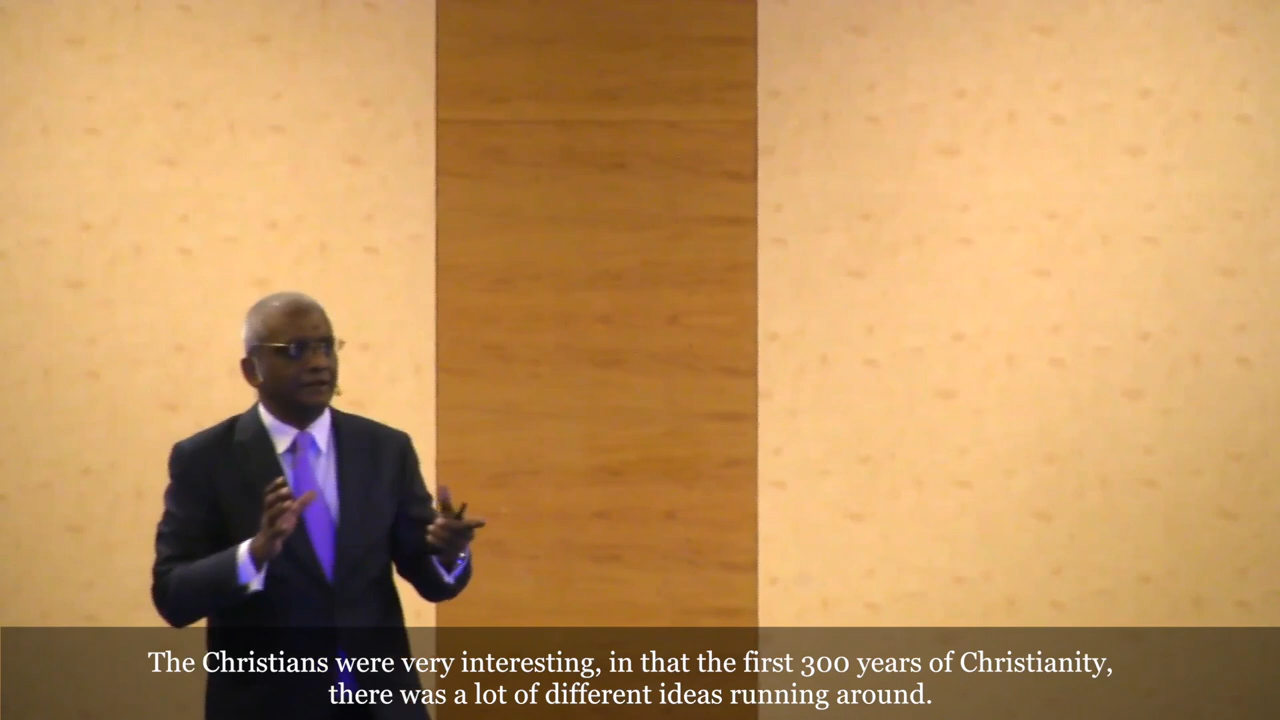 The Christians were very interesting, in that the first 300 years of Christianity,
there was a lot of different ideas running around.